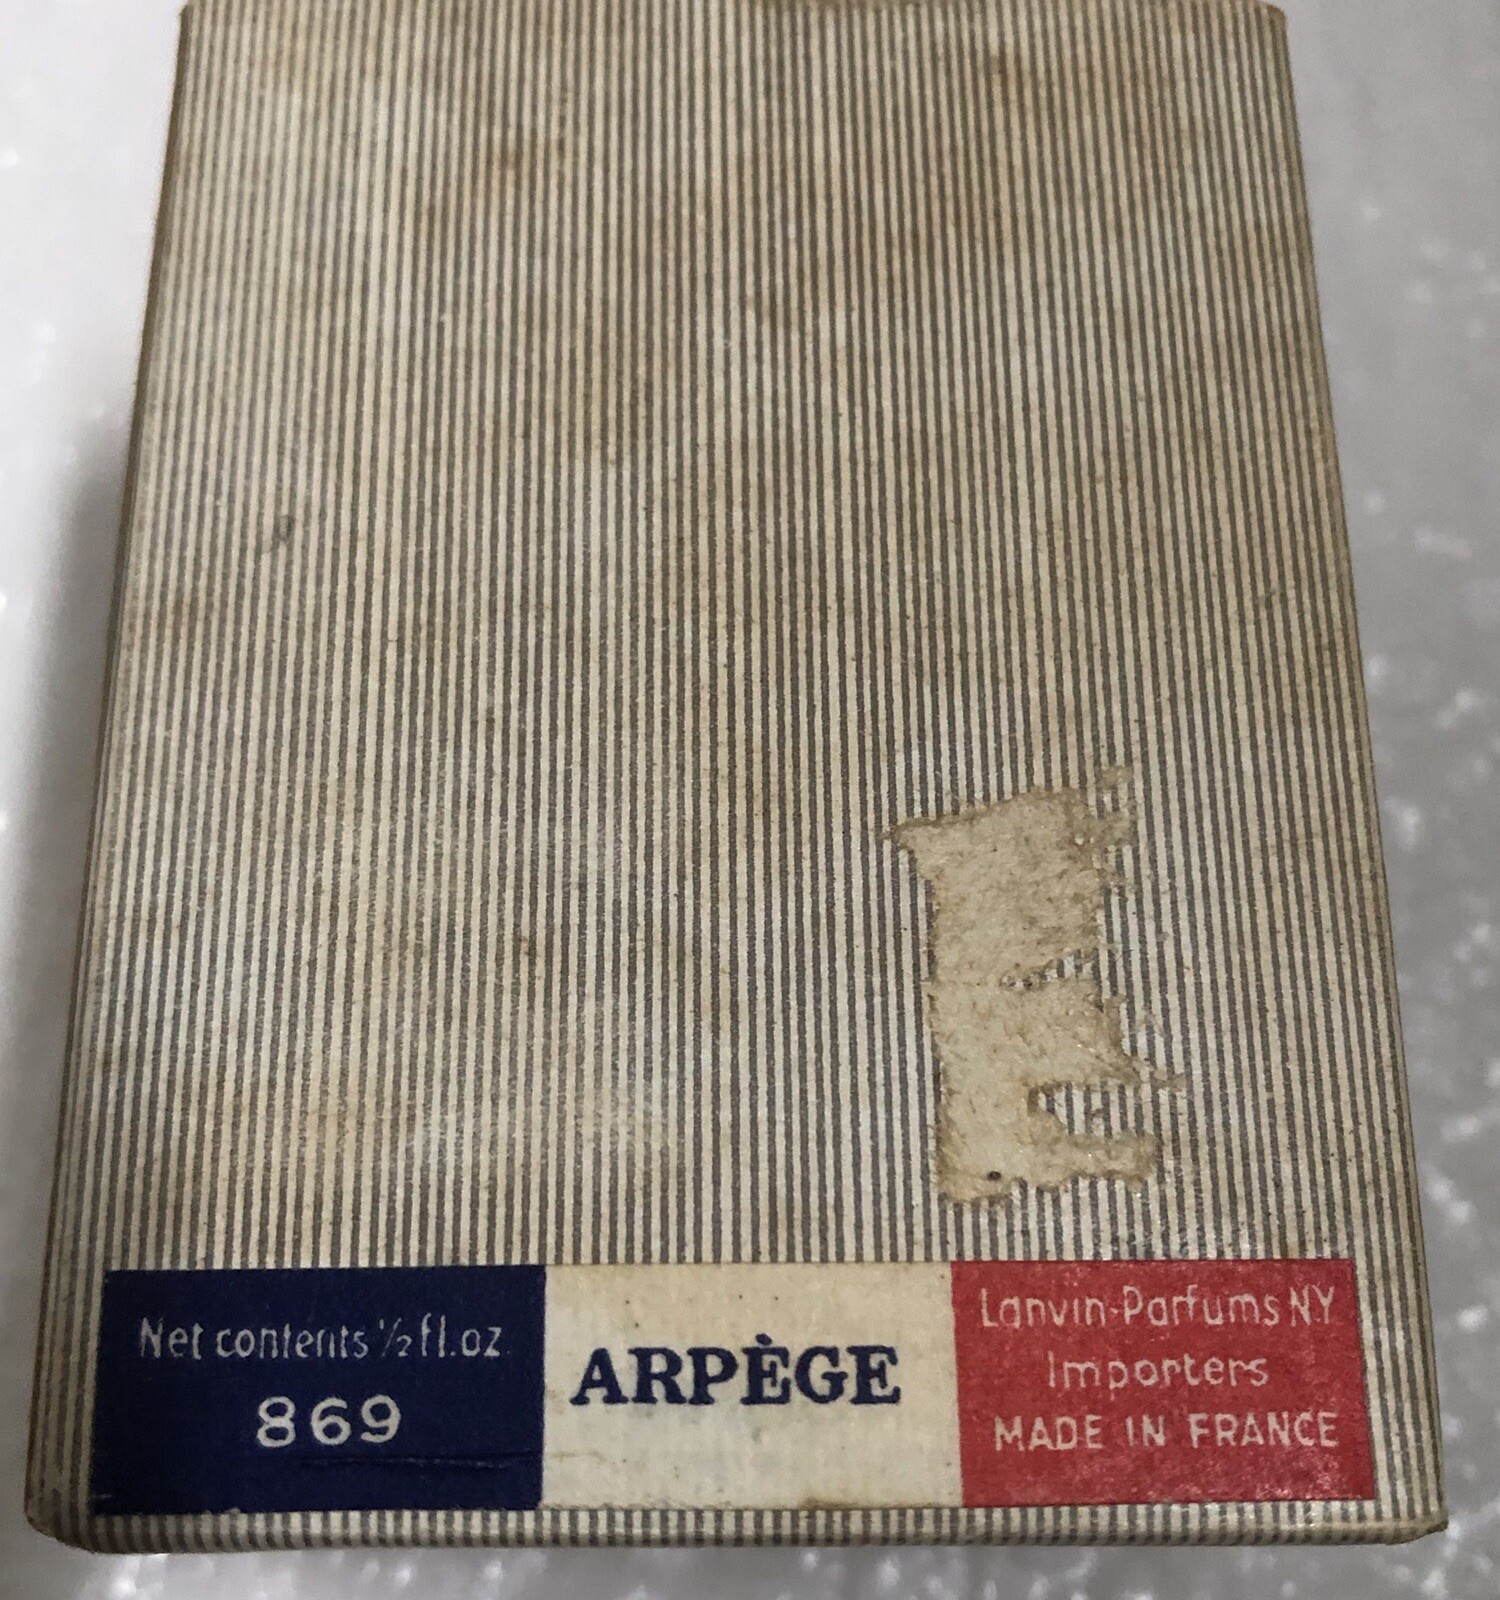 Net contents ½ fl. oz.
869
ARPÈGE
Lanvin-Parfums N.Y
Importers
MADE IN FRANCE